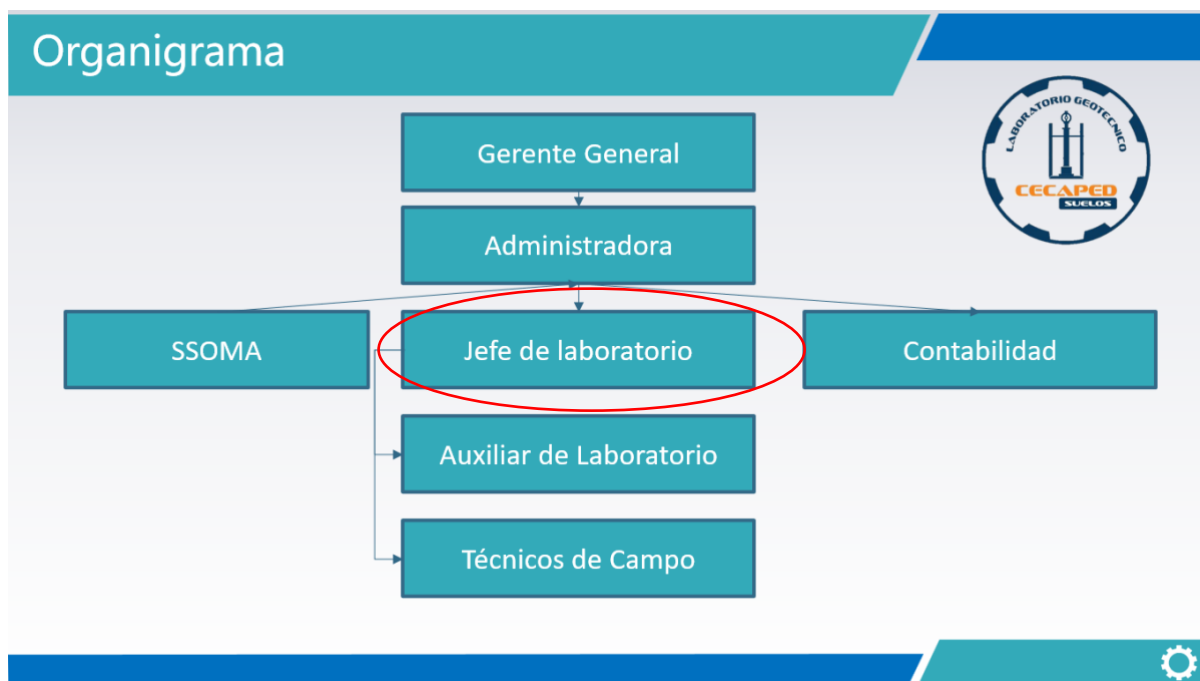 Organigrama
LABORATORIO GEOTECNICO
CECAPED
SUELOS
Gerente General
Administradora
SSOMA
Jefe de laboratorio
Contabilidad
Auxiliar de Laboratorio
Técnicos de Campo